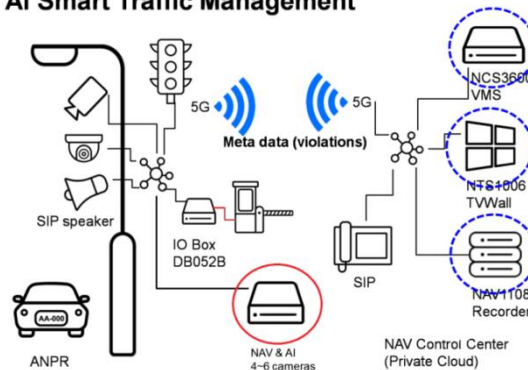 AI Smart Traffic Management
5G
5G
Meta data (violations)
NCS3600
VMS
NTS1006
TVWall
SIP speaker
IO Box
DB052B
SIP
NAV1108
Recorder
AA-000
ANPR
NAV & AI
4~6 cameras
NAV Control Center
(Private Cloud)